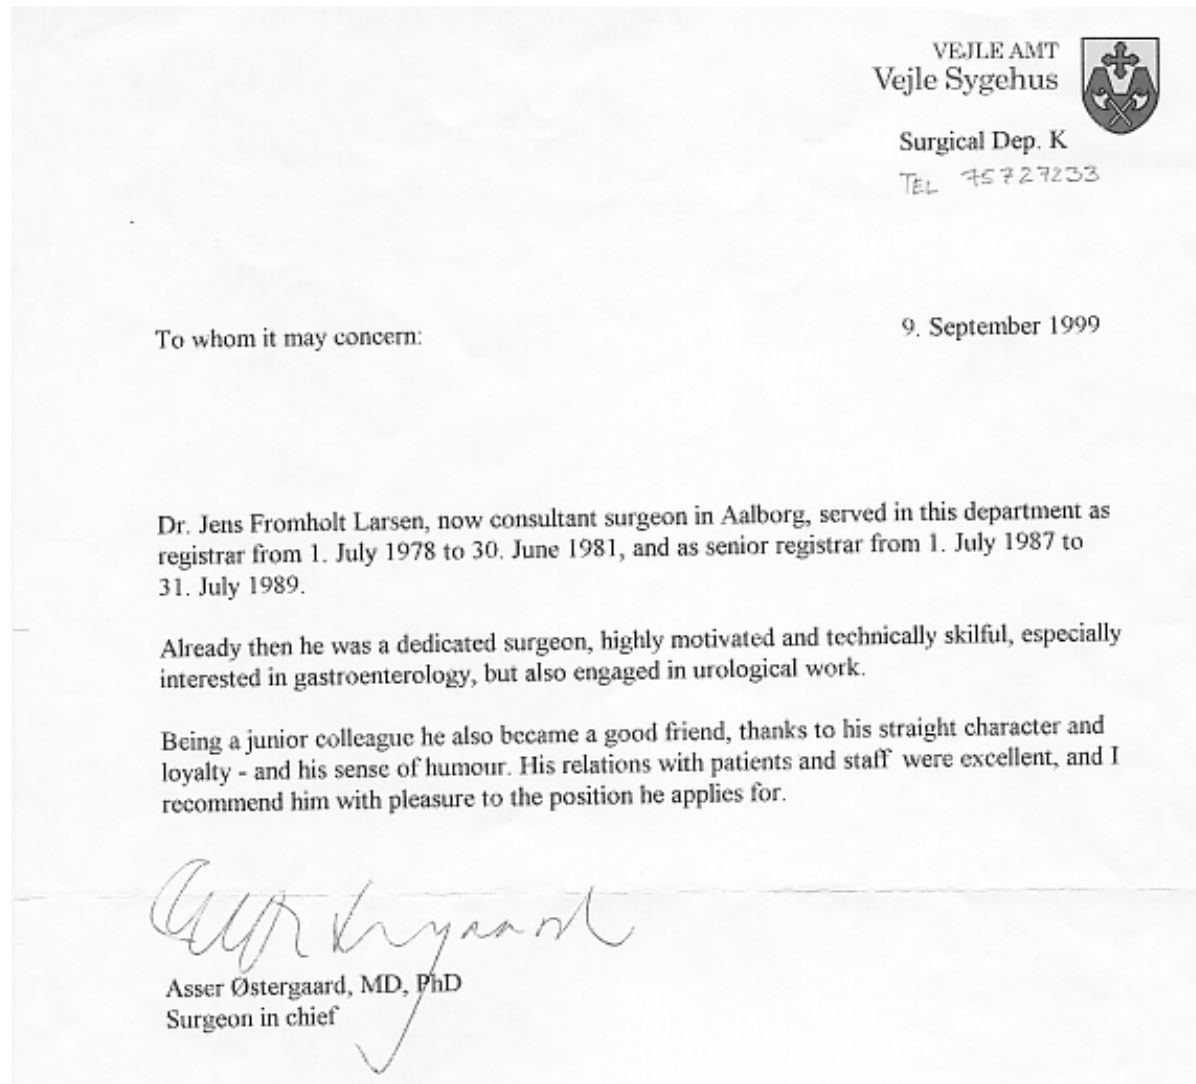 VEJLE AMT
Vejle Sygehus
Surgical Dep. K
TEL 75727233
To whom it may concern:
9. September 1999
Dr. Jens Fromholt Larsen, now consultant surgeon in Aalborg, served in this department as
registrar from 1. July 1978 to 30. June 1981, and as senior registrar from 1. July 1987 to
31. July 1989.
Already then he was a dedicated surgeon, highly motivated and technically skilful, especially
interested in gastroenterology, but also engaged in urological work.
Being a junior colleague he also became a good friend, thanks to his straight character and
loyalty - and his sense of humour. His relations with patients and staff were excellent, and I
recommend him with pleasure to the position he applies for.
Asser Østergaard, MD, PhD
Surgeon in chief